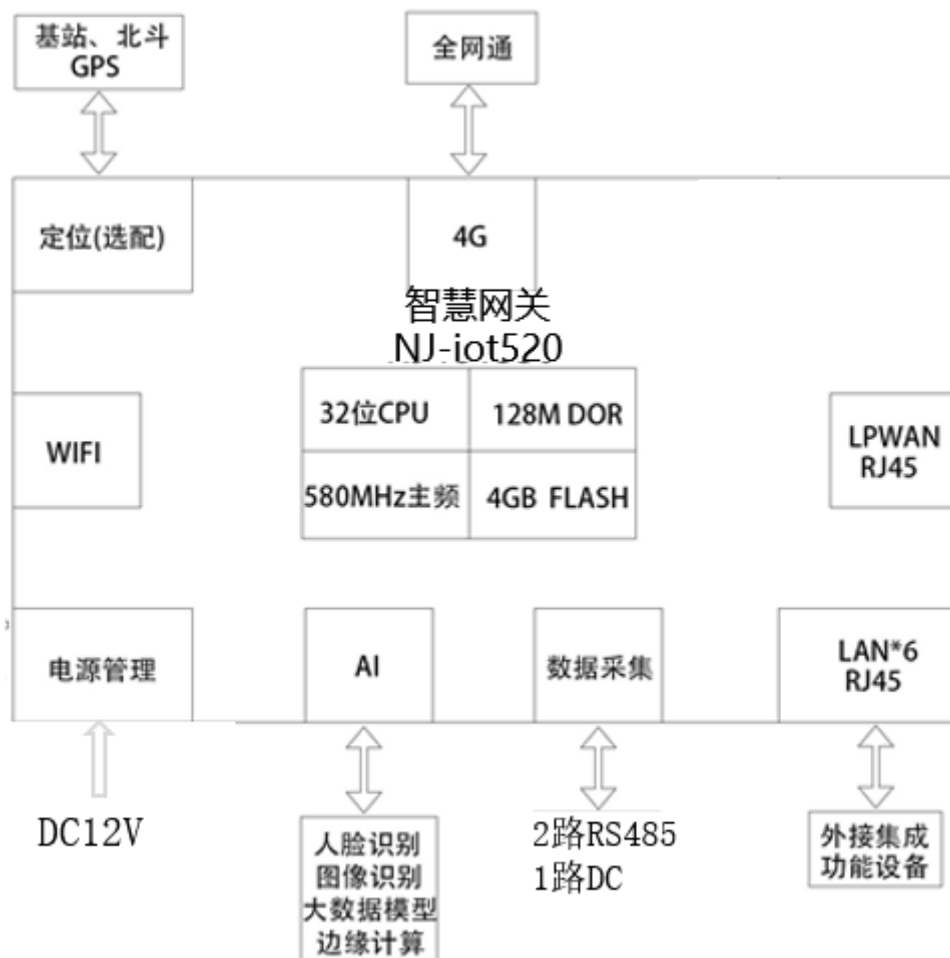 基站、北斗
GPS
全网通
定位(选配)
4G
智慧网关
NJ-iot520
32位CPU
128M DOR
580MHz主频
4GB FLASH
WIFI
LPWAN
RJ45
电源管理
AI
数据采集
LAN*6
RJ45
DC12V
人脸识别
图像识别
大数据模型
边缘计算
2路RS485
1路DC
外接集成
功能设备